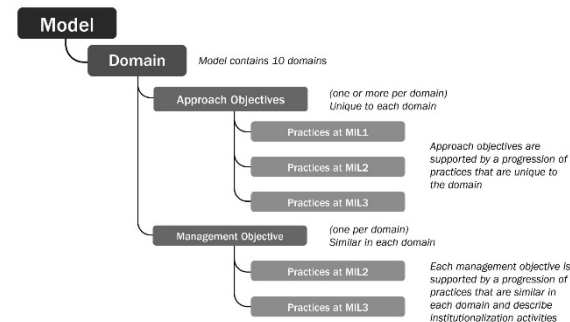 Model
Domain
Model contains 10 domains
Approach Objectives
(one or more per domain)
Unique to each domain
Practices at MIL1
Practices at MIL2
Practices at MIL3
Approach objectives are
supported by a progression of
practices that are unique to
the domain
Management Objective
(one per domain)
Similar in each domain
Practices at MIL2
Practices at MIL3
Each management objective is
supported by a progression of
practices that are similar in
each domain and describe
institutionalization activities